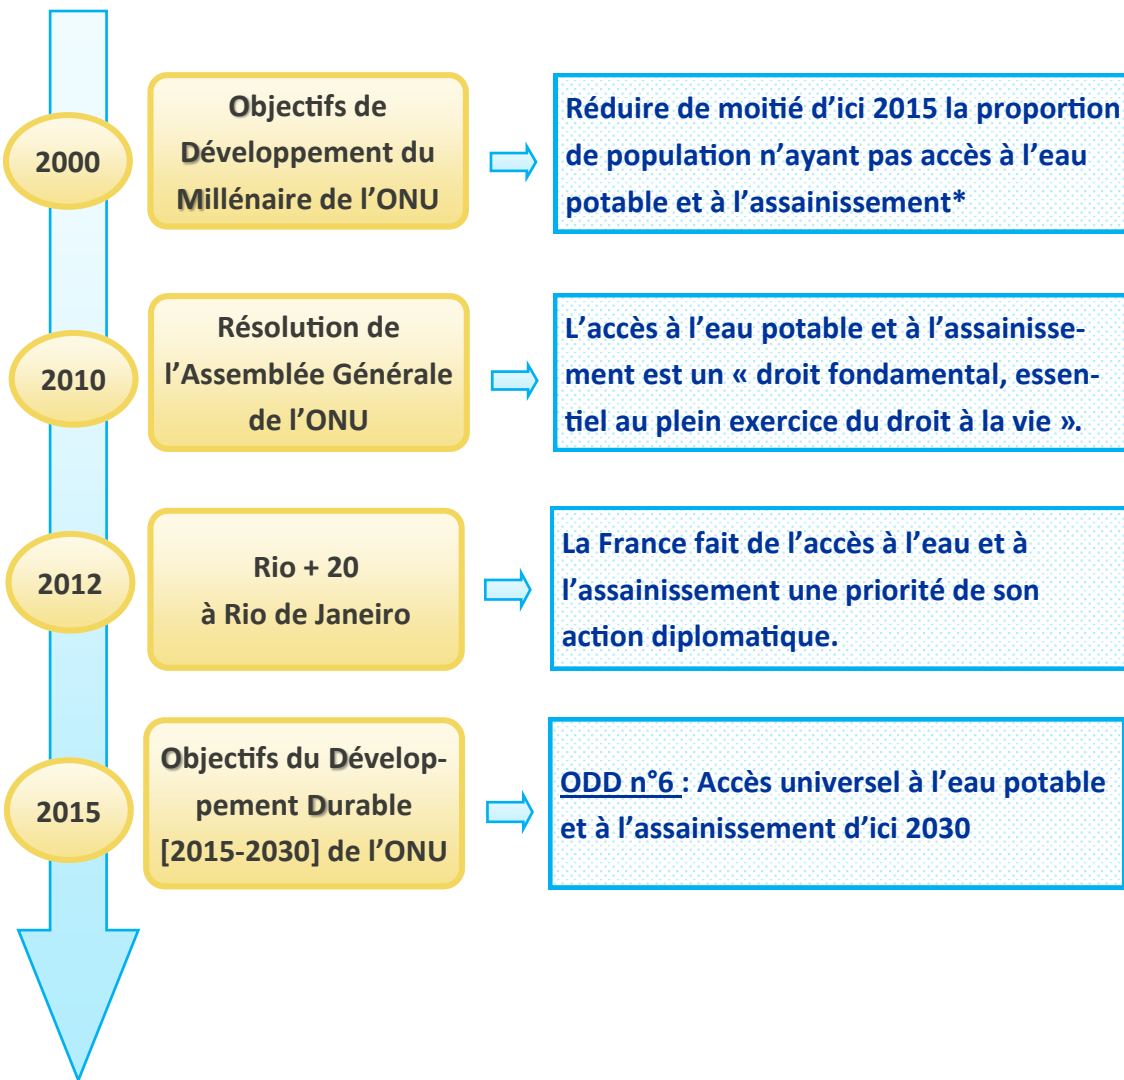 2000
Objectifs de
Développement du
Millénaire de l’ONU
Réduire de moitié d’ici 2015 la proportion
de population n’ayant pas accès à l’eau
potable et à l’assainissement*
2010
Résolution de
l’Assemblée Générale
de l’ONU
L’accès à l’eau potable et à l’assainisse-
ment est un « droit fondamental, essen-
tiel au plein exercice du droit à la vie ».
2012
Rio + 20
à Rio de Janeiro
La France fait de l’accès à l’eau et à
l’assainissement une priorité de son
action diplomatique.
2015
Objectifs du Dévelop-
pement Durable
[2015-2030] de l’ONU
ODD n°6 : Accès universel à l’eau potable
et à l’assainissement d’ici 2030